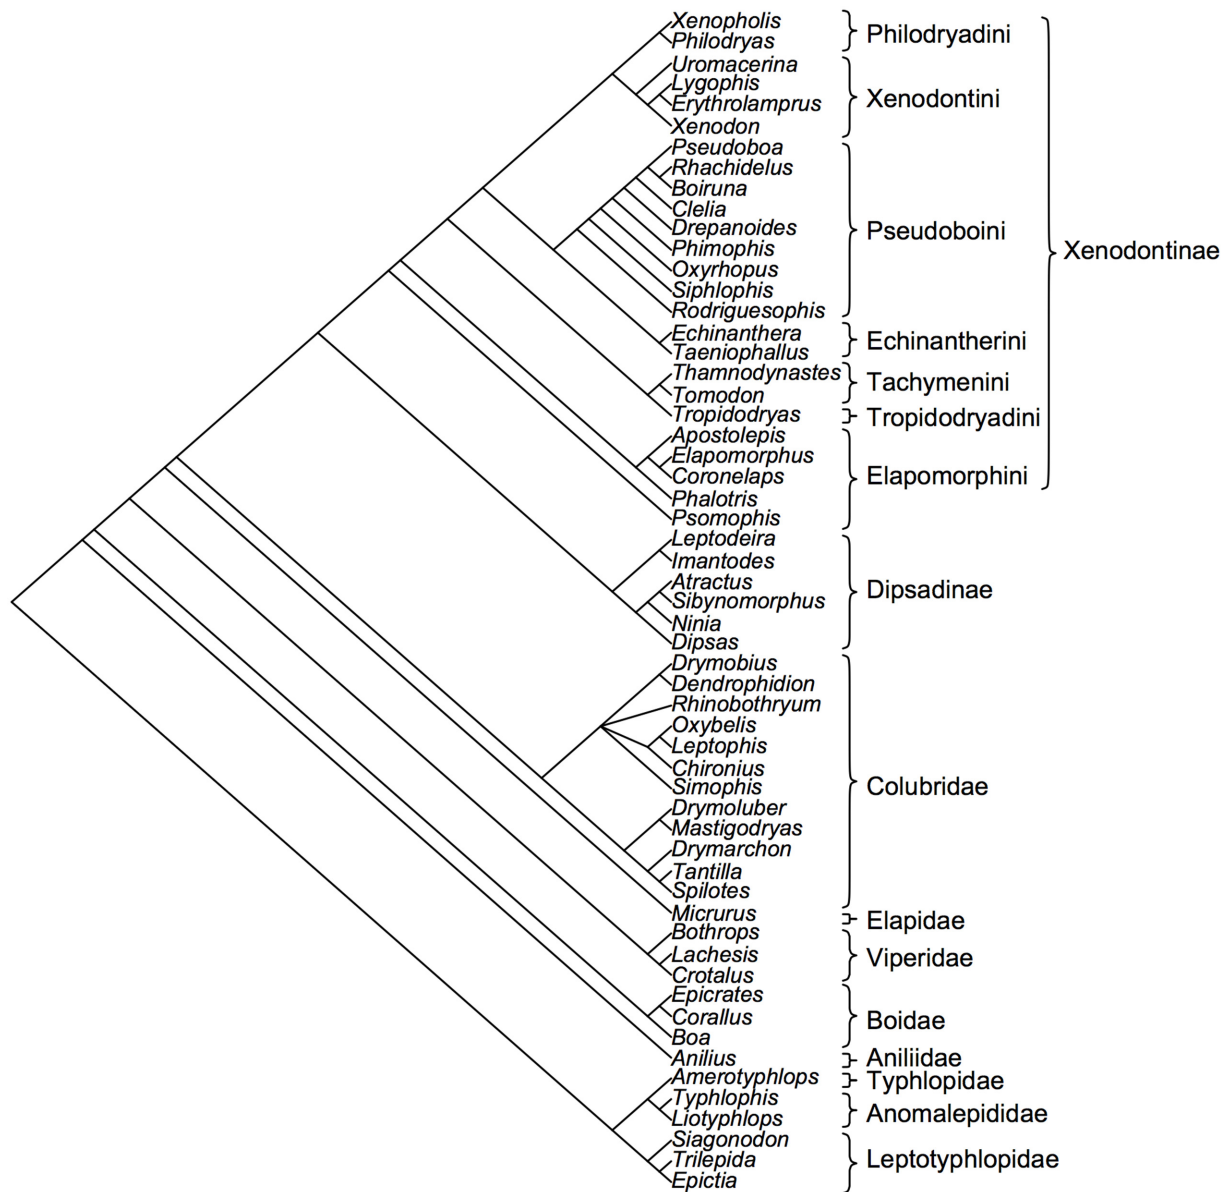 Xenopholis
Philodryas
Uromacerina
Lygophis
Erythrolamprus
Xenodon
Pseudoboa
Rhachidelus
Boiruna
Clelia
Drepanoides
Phimophis
Oxyrhopus
Siphlophis
Rodriguesophis
Echinanthera
Taeniophallus
Thamnodynastes
Tomodon
Tropidodryas
Apostolepis
Elapomorphus
Coronelaps
Phalotris
Psomophis
Leptodeira
Imantodes
Atractus
Sibynomorphus
Ninia
Dipsas
Drymobius
Dendrophidion
Rhinobothryum
Oxybelis
Leptophis
Chironius
Simophis
Drymoluber
Mastigodryas
Drymarchon
Tantilla
Spilotes
Micrurus
Bothrops
Lachesis
Crotalus
Epicrates
Corallus
Boa
Anilius
Amerotyphlops
Typhlophis
Liotyphlops
Siagonodon
Trilepida
Epictia
Philodryadini
Xenodontini
Pseudoboini
Echinantherini
Tachymenini
Tropidodryadini
Elapomorphini
Dipsadinae
Colubridae
Elapidae
Viperidae
Boidae
Aniliidae
Typhlopidae
Anomalepididae
Leptotyphlopidae
Xenodontinae